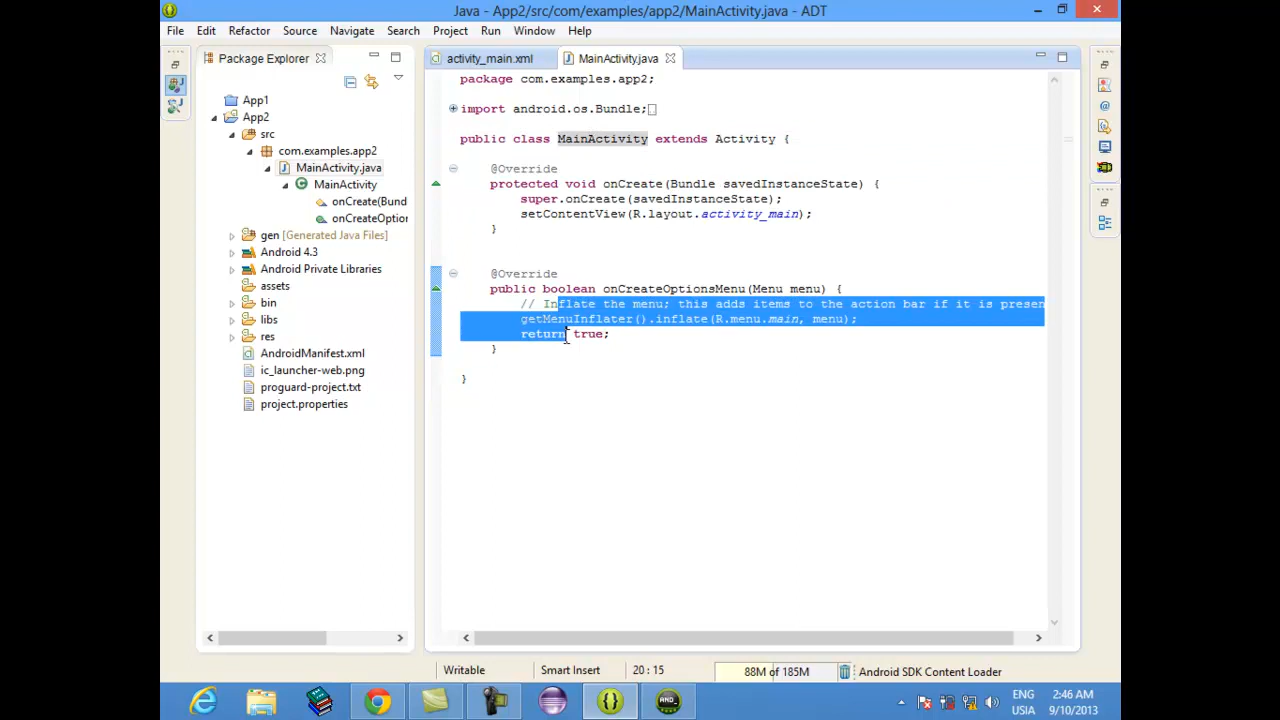 Java - App2/src/com/examples/app2/MainActivity.java - ADT
File Edit Refactor Source Navigate Search Project Run Window Help
Package Explorer
activity_main.xml
MainActivity.java
App1
App2
src
com.examples.app2
MainActivity.java
MainActivity
onCreate(Bund
onCreateOptio
gen [Generated Java Files]
Android 4.3
Android Private Libraries
assets
bin
libs
res
AndroidManifest.xml
ic_launcher-web.png
proguard-project.txt
project.properties
package com.examples.app2;
import android.os.Bundle;
public class MainActivity extends Activity {
@Override
protected void onCreate(Bundle savedInstanceState) {
super.onCreate(savedInstanceState);
setContentView(R.layout.activity_main);
}
@Override
public boolean onCreateOptionsMenu(Menu menu) {
// Inflate the menu; this adds items to the action bar if it is presen
getMenuInflater().inflate(R.menu.main, menu);
return true;
}
}
Writable
Smart Insert
20 : 15
88M of 185M
Android SDK Content Loader
ENG
USIA
2:46 AM
9/10/2013